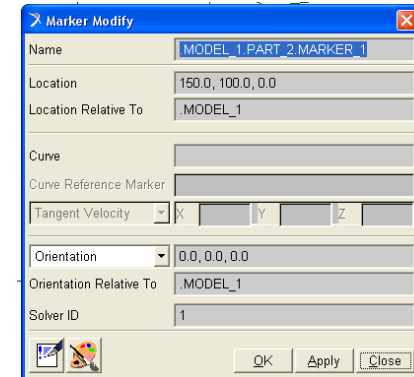 Marker Modify
Name .MODEL_1.PART_2.MARKER_1
Location 150.0, 100.0, 0.0
Location Relative To .MODEL_1
Curve
Curve Reference Marker
Tangent Velocity X Y Z
Orientation 0.0, 0.0, 0.0
Orientation Relative To .MODEL_1
Solver ID 1
OK Apply Close